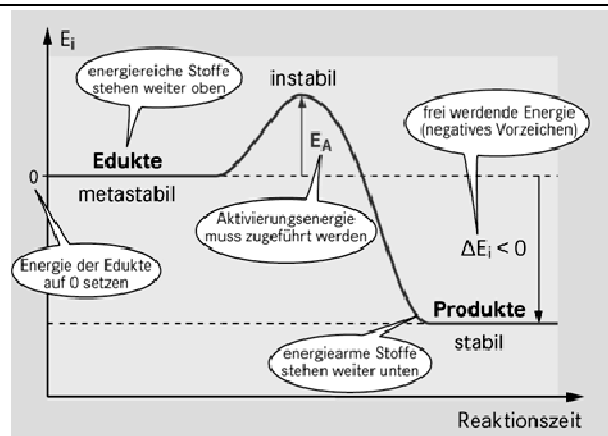 Ei
energiereiche Stoffe
stehen weiter oben
instabil
frei werdende Energie
(negatives Vorzeichen)
Edukte
EA
0
metastabil
Aktivierungsenergie
muss zugeführt werden
ΔEi < 0
Energie der Edukte
auf 0 setzen
Produkte
stabil
energiearme Stoffe
stehen weiter unten
Reaktionszeit